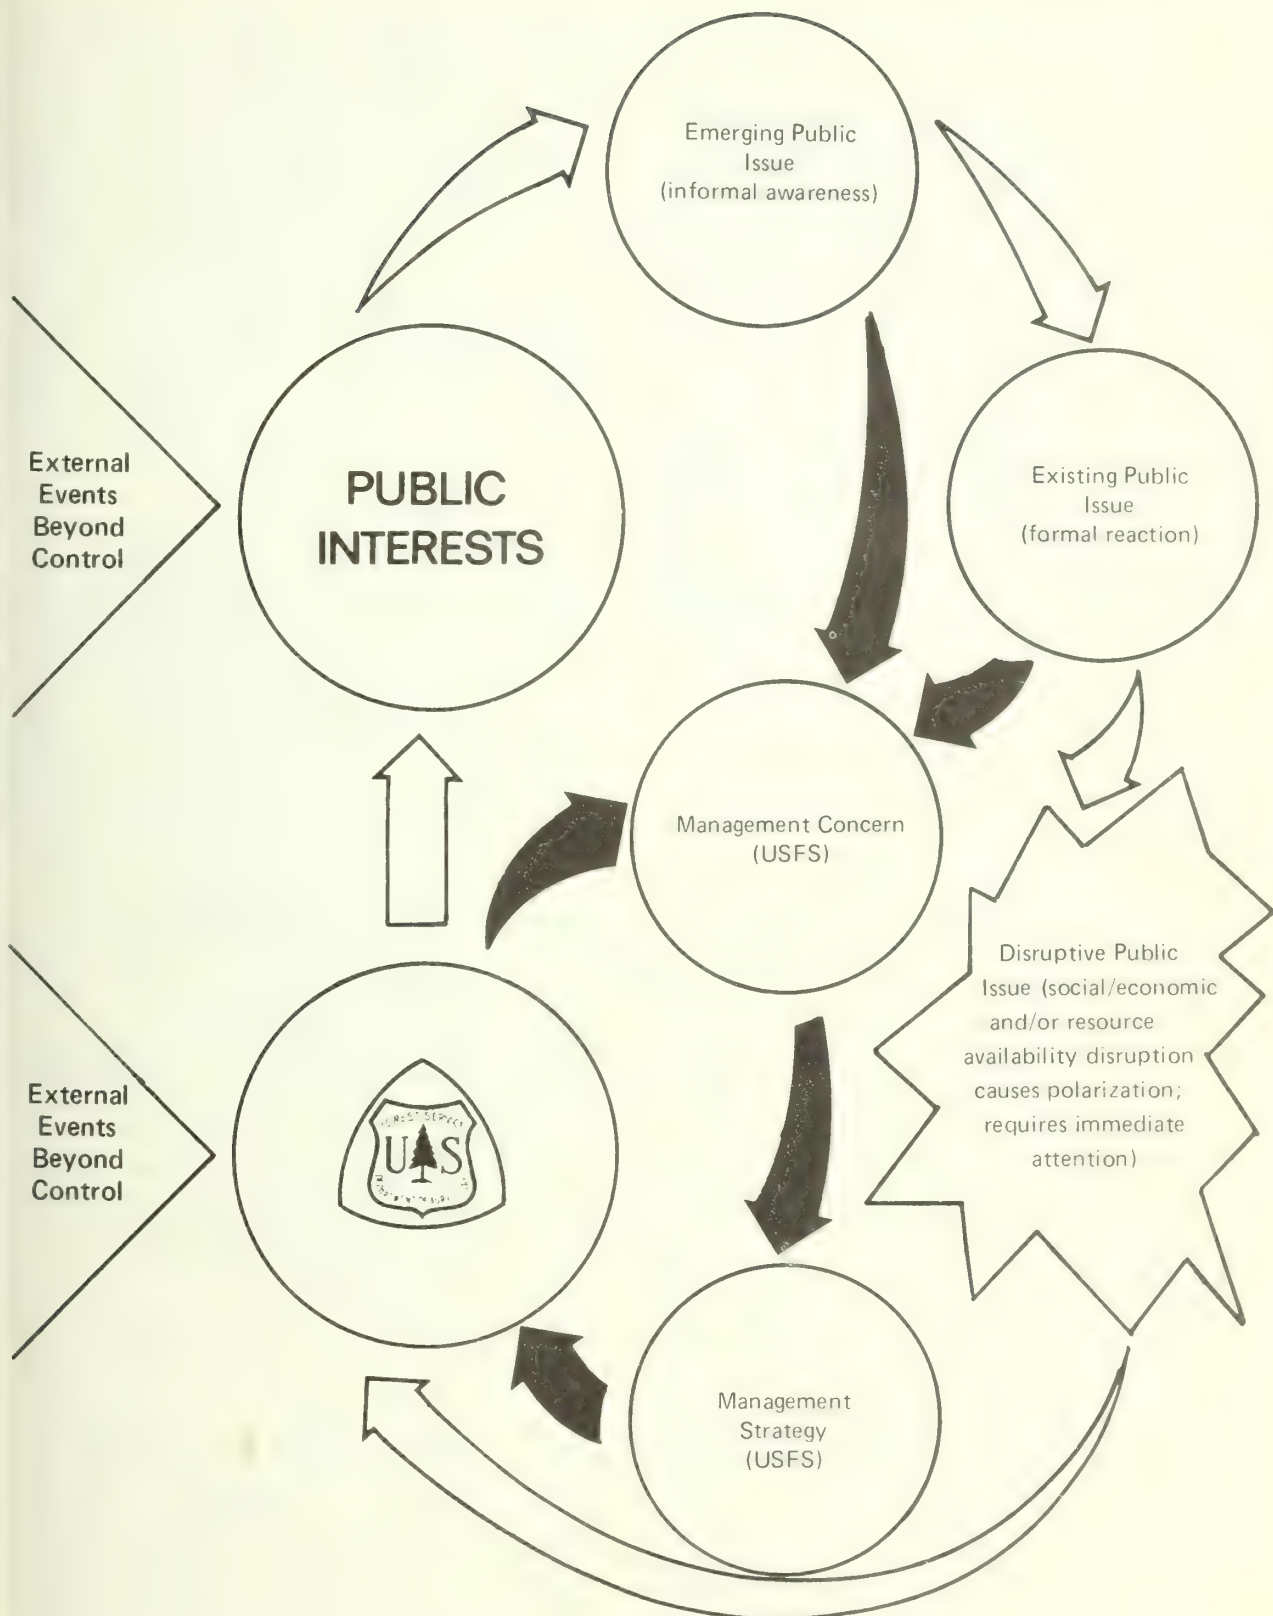 Emerging Public
Issue
(informal awareness)
External
Events
Beyond
Control
PUBLIC
INTERESTS
Existing Public
Issue
(formal reaction)
Management Concern
(USFS)
Disruptive Public
Issue (social/economic
and/or resource
availability disruption
causes polarization;
requires immediate
attention)
External
Events
Beyond
Control
FOREST SERVICE
U S
Management
Strategy
(USFS)